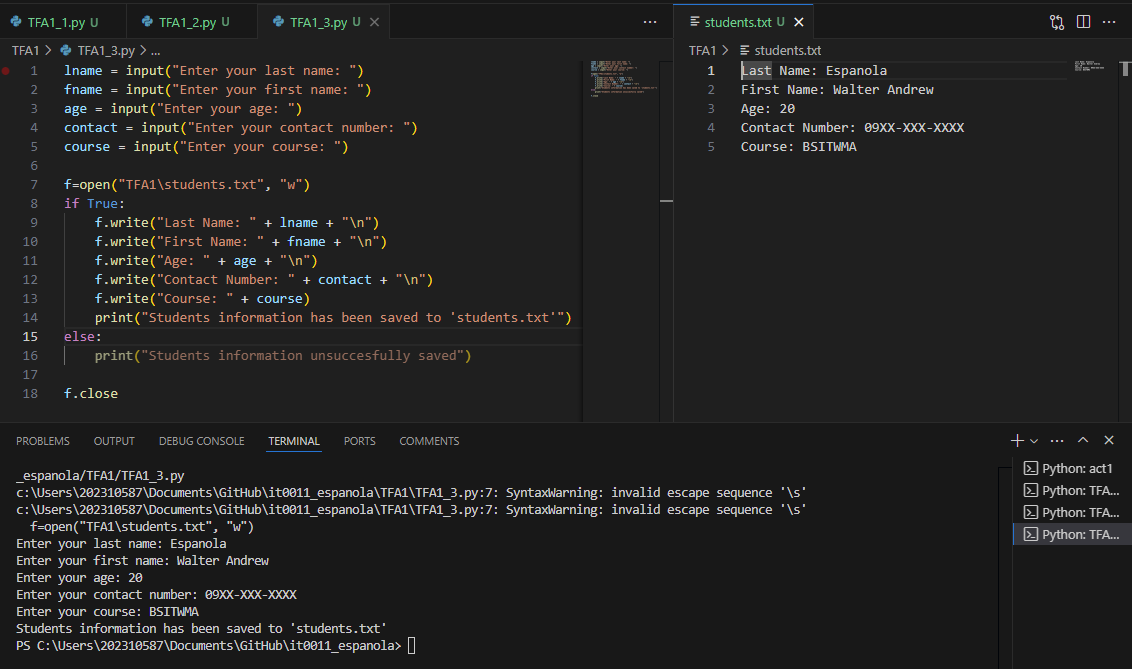 TFA1_1.py U
TFA1_2.py U
TFA1_3.py U
TFA1 > TFA1_3.py > ...
1 lname = input("Enter your last name: ")
2 fname = input("Enter your first name: ")
3 age = input("Enter your age: ")
4 contact = input("Enter your contact number: ")
5 course = input("Enter your course: ")
6
7 f=open("TFA1\students.txt", "w")
8 if True:
9 f.write("Last Name: " + lname + "\n")
10 f.write("First Name: " + fname + "\n")
11 f.write("Age: " + age + "\n")
12 f.write("Contact Number: " + contact + "\n")
13 f.write("Course: " + course)
14 print("Students information has been saved to 'students.txt'")
15 else:
16 print("Students information unsuccesfully saved")
17
18 f.close
students.txt U
TFA1 > students.txt
1 Last Name: Espanola
2 First Name: Walter Andrew
3 Age: 20
4 Contact Number: 09XX-XXX-XXXX
5 Course: BSITWMA
PROBLEMS
OUTPUT
DEBUG CONSOLE
TERMINAL
PORTS
COMMENTS
_espanola/TFA1/TFA1_3.py
c:\Users\202310587\Documents\GitHub\it0011_espanola\TFA1\TFA1_3.py:7: SyntaxWarning: invalid escape sequence '\s'
c:\Users\202310587\Documents\GitHub\it0011_espanola\TFA1\TFA1_3.py:7: SyntaxWarning: invalid escape sequence '\s'
f=open("TFA1\students.txt", "w")
Enter your last name: Espanola
Enter your first name: Walter Andrew
Enter your age: 20
Enter your contact number: 09XX-XXX-XXXX
Enter your course: BSITWMA
Students information has been saved to 'students.txt'
PS C:\Users\202310587\Documents\GitHub\it0011_espanola>
Python: act1
Python: TFA...
Python: TFA...
Python: TFA...